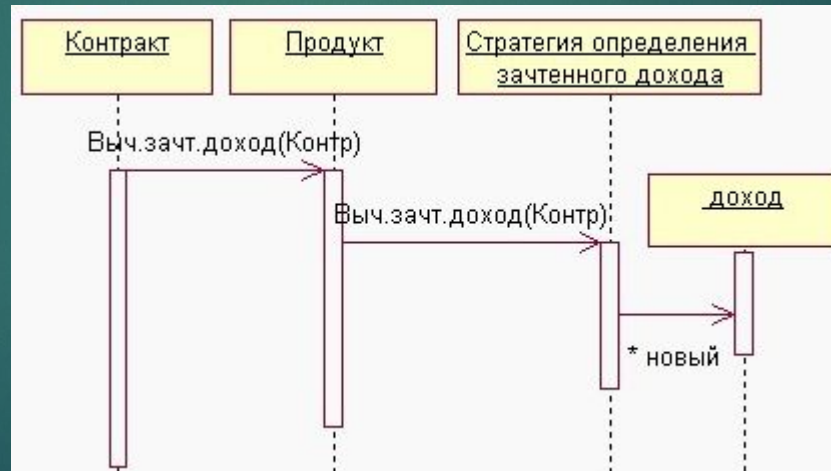 Контракт
Продукт
Стратегия определения
зачтенного дохода
Выч.зачт.доход(Контр)
доход
Выч.зачт.доход(Контр)
* новый